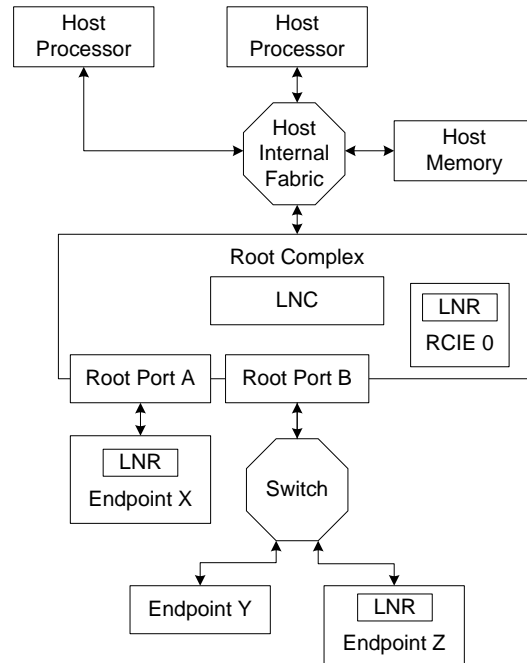 Host
Processor
Host
Processor
Host
Internal
Fabric
Host
Memory
Root Complex
LNC
LNR
RCIE 0
Root Port A
Root Port B
LNR
Endpoint X
Switch
Endpoint Y
LNR
Endpoint Z